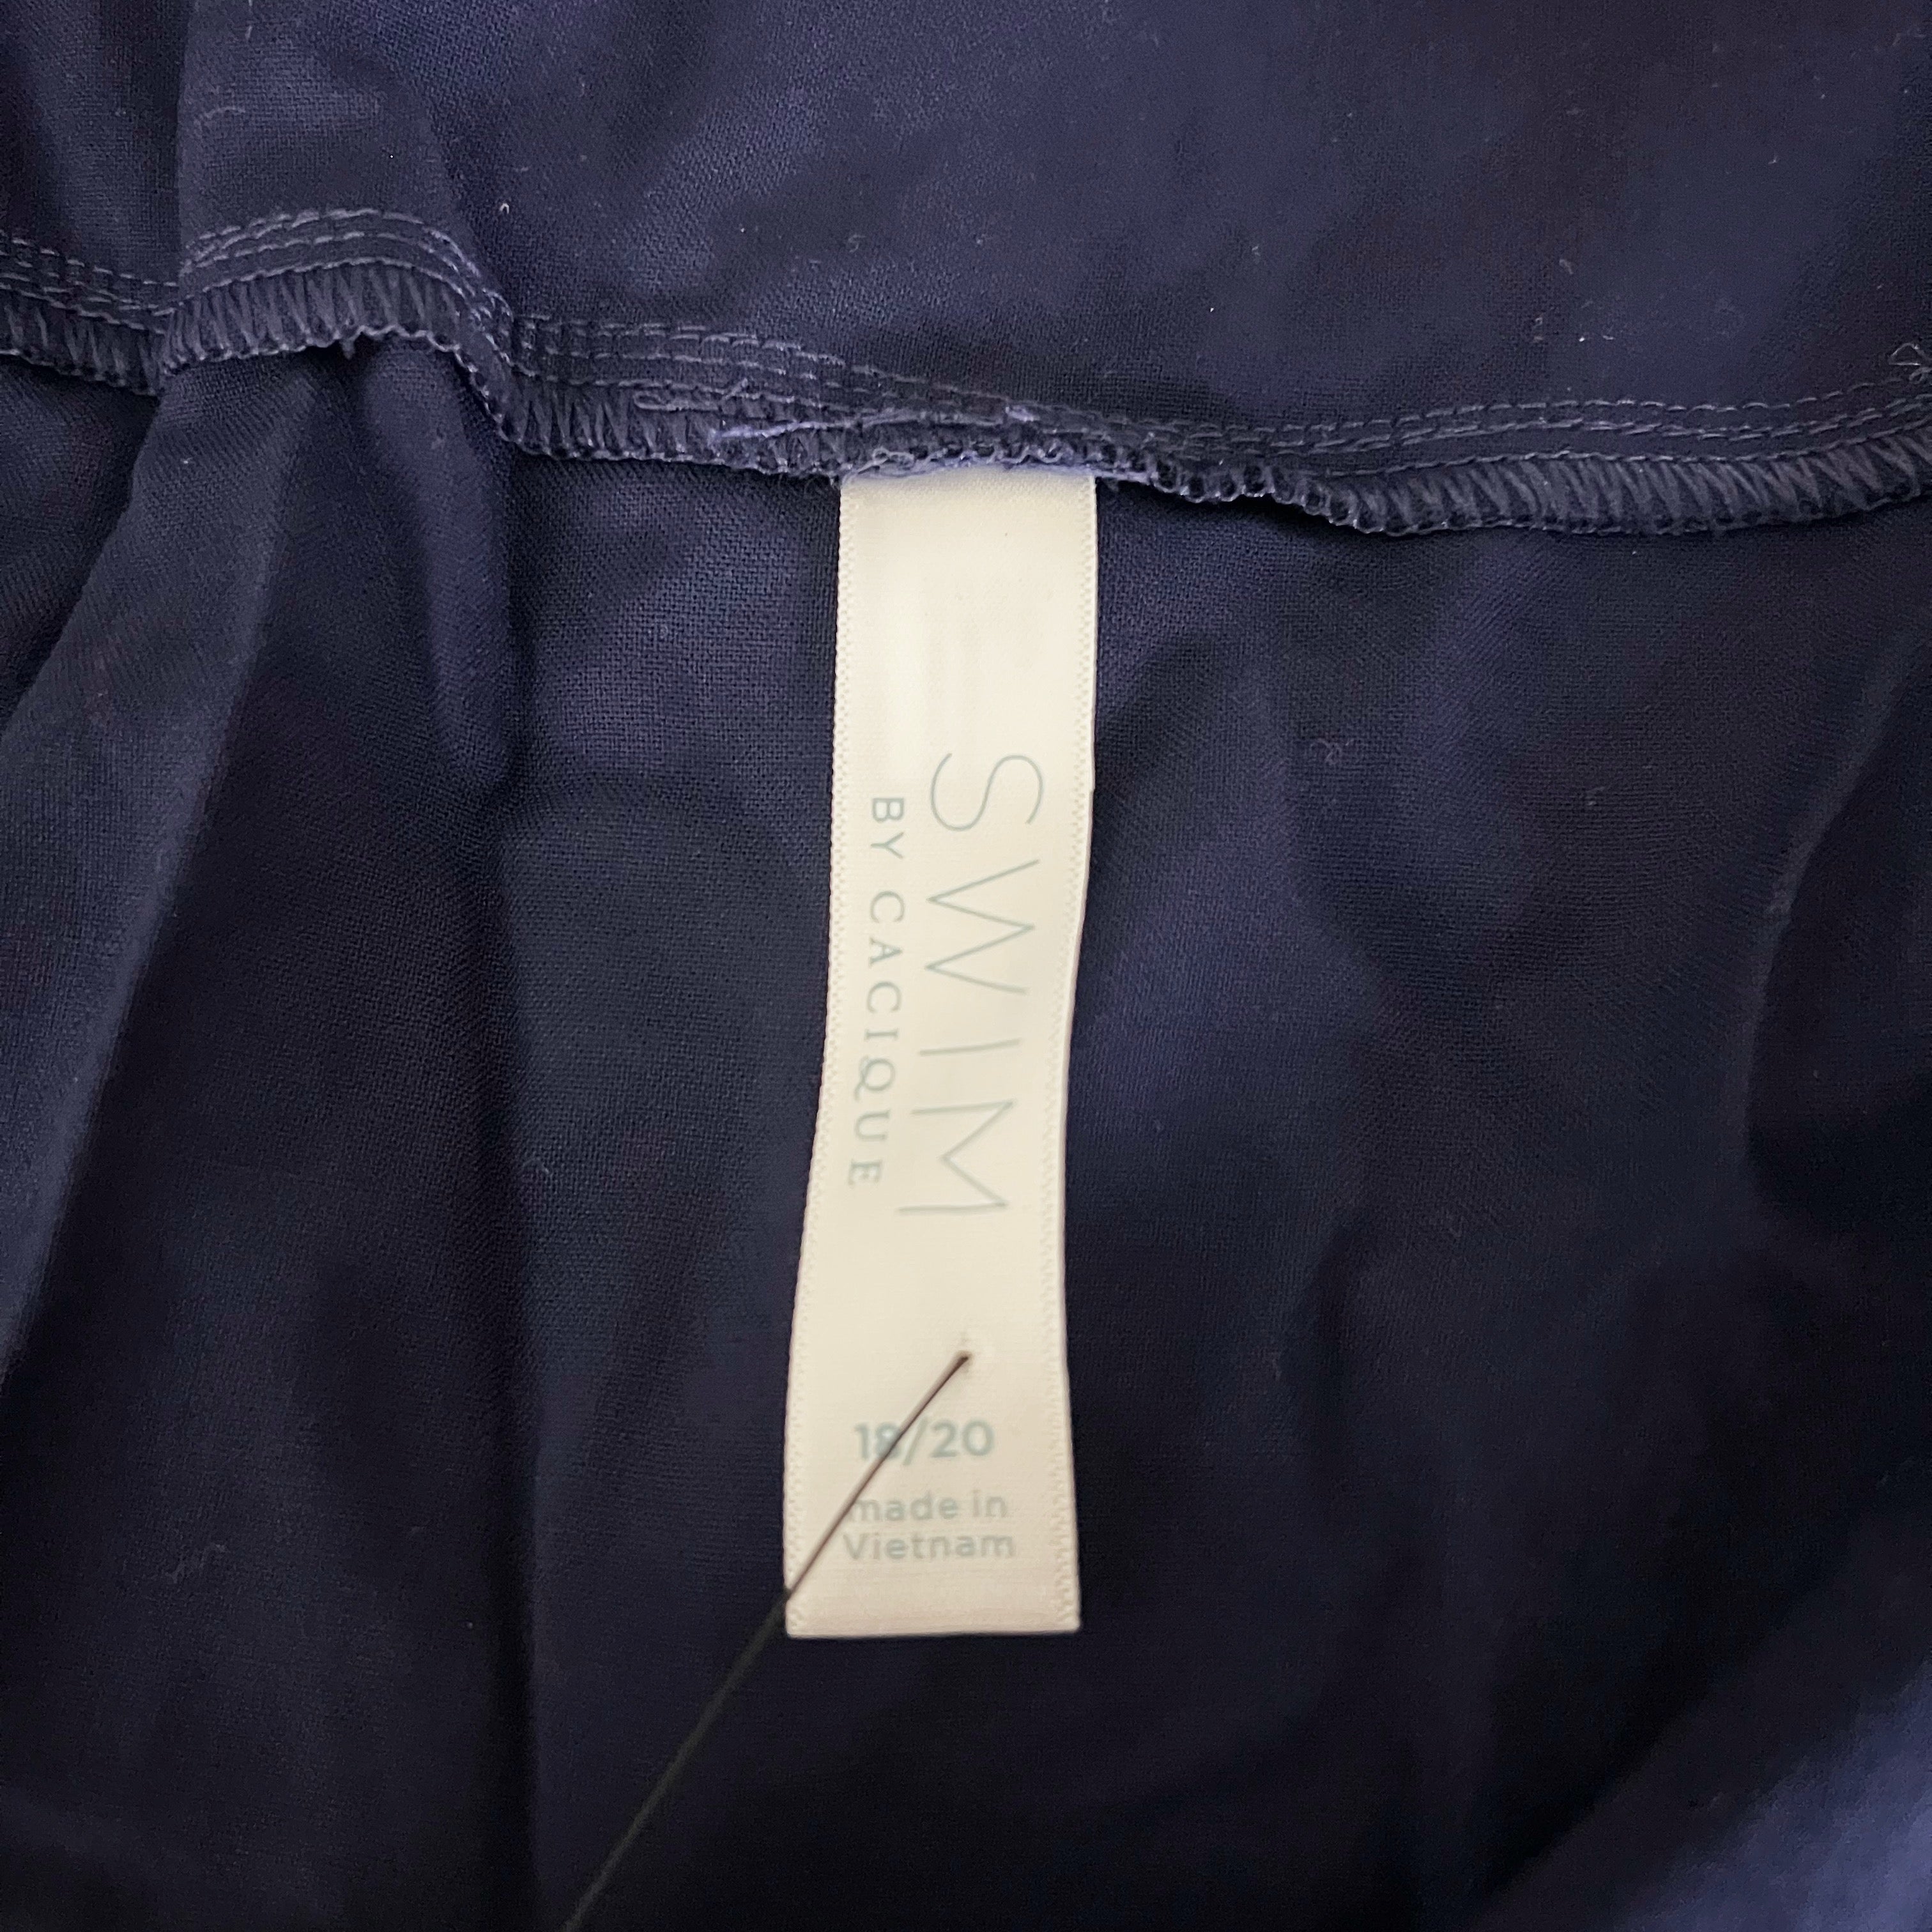 SWIM
BY CACIQUE
18/20
made in
Vietnam